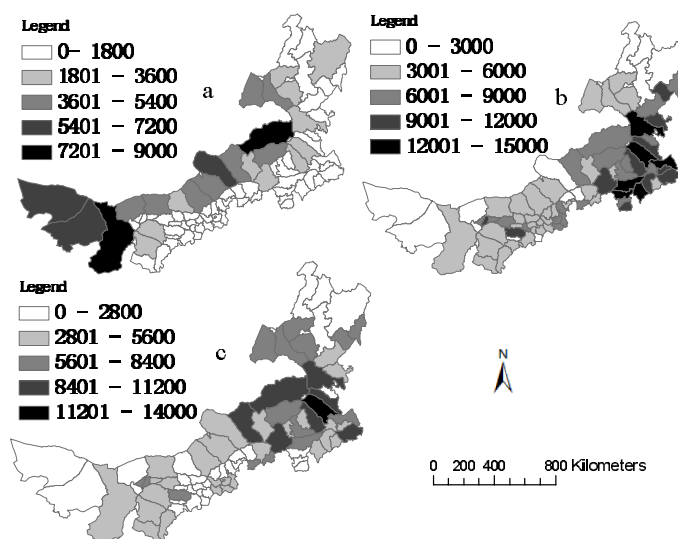 Legend
0 - 1800
1801 - 3600
3601 - 5400
5401 - 7200
7201 - 9000
a
Legend
0 - 3000
3001 - 6000
6001 - 9000
9001 - 12000
12001 - 15000
b
Legend
0 - 2800
2801 - 5600
5601 - 8400
8401 - 11200
11201 - 14000
c
N
0 200 400 800 Kiilometers